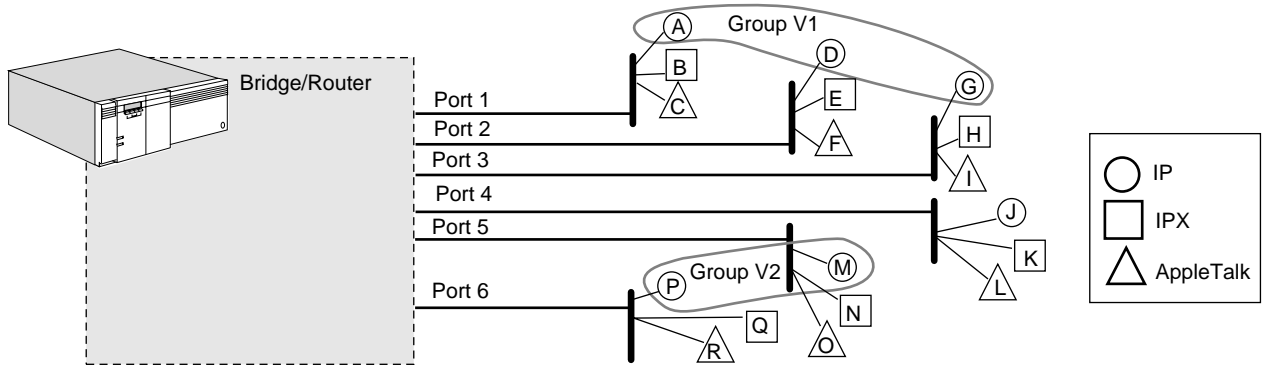 Group V1
Bridge/Router
A
B
C
D
E
F
G
H
I
Port 1
Port 2
Port 3
Port 4
Port 5
Port 6
J
K
L
Group V2
M
N
O
P
Q
R
IP
IPX
AppleTalk